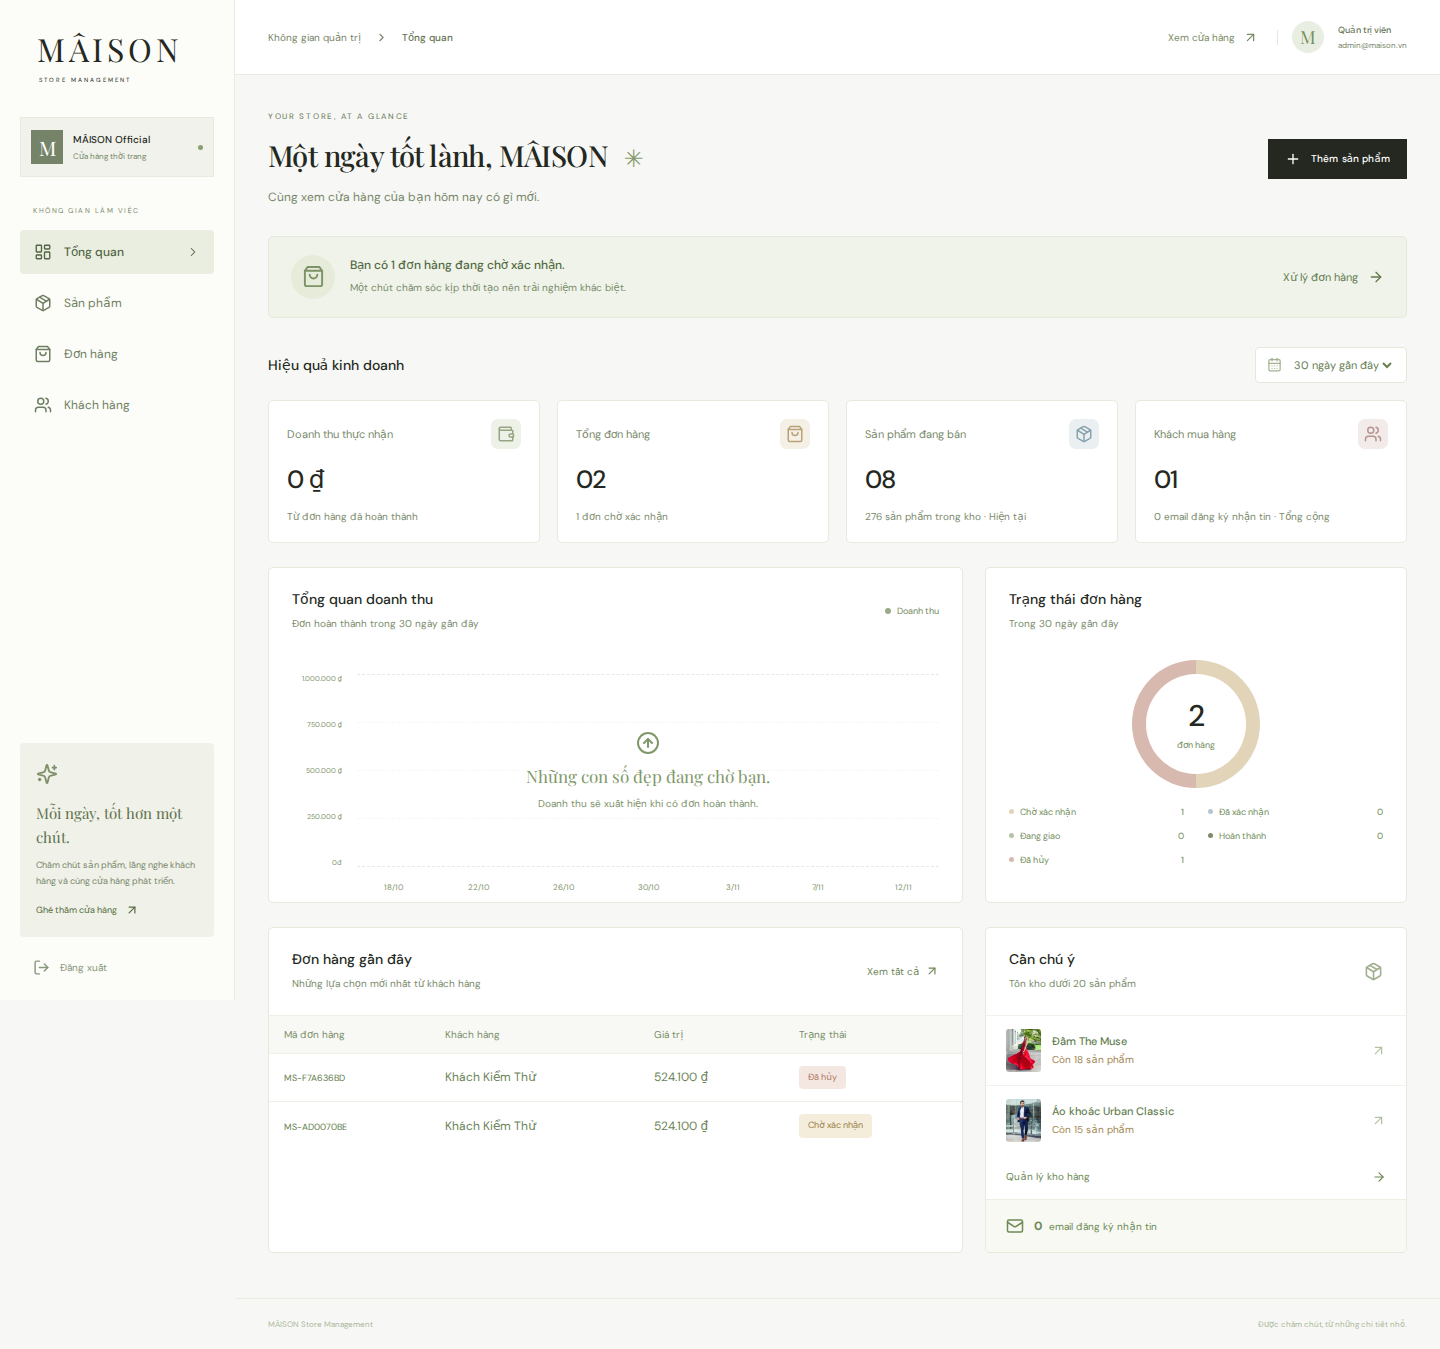 MÂISON
STORE MANAGEMENT
M
MÂISON Official
Cửa hàng thời trang
KHÔNG GIAN LÀM VIỆC
Tổng quan
Sản phẩm
Đơn hàng
Khách hàng
Mỗi ngày, tốt hơn một
chút.
Chăm chút sản phẩm, lắng nghe khách
hàng và cùng cửa hàng phát triển.
Ghé thăm cửa hàng
Đăng xuất
Không gian quản trị
Tổng quan
Xem cửa hàng
M
Quản trị viên
admin@maison.vn
YOUR STORE, AT A GLANCE
Một ngày tốt lành, MÂISON
Cùng xem cửa hàng của bạn hôm nay có gì mới.
Thêm sản phẩm
Bạn có 1 đơn hàng đang chờ xác nhận.
Một chút chăm sóc kịp thời tạo nên trải nghiệm khác biệt.
Xử lý đơn hàng
Hiệu quả kinh doanh
30 ngày gần đây
Doanh thu thực nhận
0 ₫
Từ đơn hàng đã hoàn thành
Tổng đơn hàng
02
1 đơn chờ xác nhận
Sản phẩm đang bán
08
276 sản phẩm trong kho · Hiện tại
Khách mua hàng
01
0 email đăng ký nhận tin · Tổng cộng
Tổng quan doanh thu
Đơn hoàn thành trong 30 ngày gần đây
Doanh thu
1.000.000 ₫
750.000 ₫
500.000 ₫
250.000 ₫
0đ
Những con số đẹp đang chờ bạn.
Doanh thu sẽ xuất hiện khi có đơn hoàn thành.
18/10
22/10
26/10
30/10
3/11
7/11
12/11
Trạng thái đơn hàng
Trong 30 ngày gần đây
2
đơn hàng
Chờ xác nhận 1
Đã xác nhận 0
Đang giao 0
Hoàn thành 0
Đã hủy 1
Đơn hàng gần đây
Những lựa chọn mới nhất từ khách hàng
Xem tất cả
Mã đơn hàng Khách hàng Giá trị Trạng thái
MS-F7A636BD Khách Kiểm Thử 524.100 ₫ Đã hủy
MS-AD0070BE Khách Kiểm Thử 524.100 ₫ Chờ xác nhận
Cần chú ý
Tồn kho dưới 20 sản phẩm
Đầm The Muse
Còn 18 sản phẩm
Áo khoác Urban Classic
Còn 15 sản phẩm
Quản lý kho hàng
0 email đăng ký nhận tin
MÂISON Store Management
Được chăm chút, từ những chi tiết nhỏ.